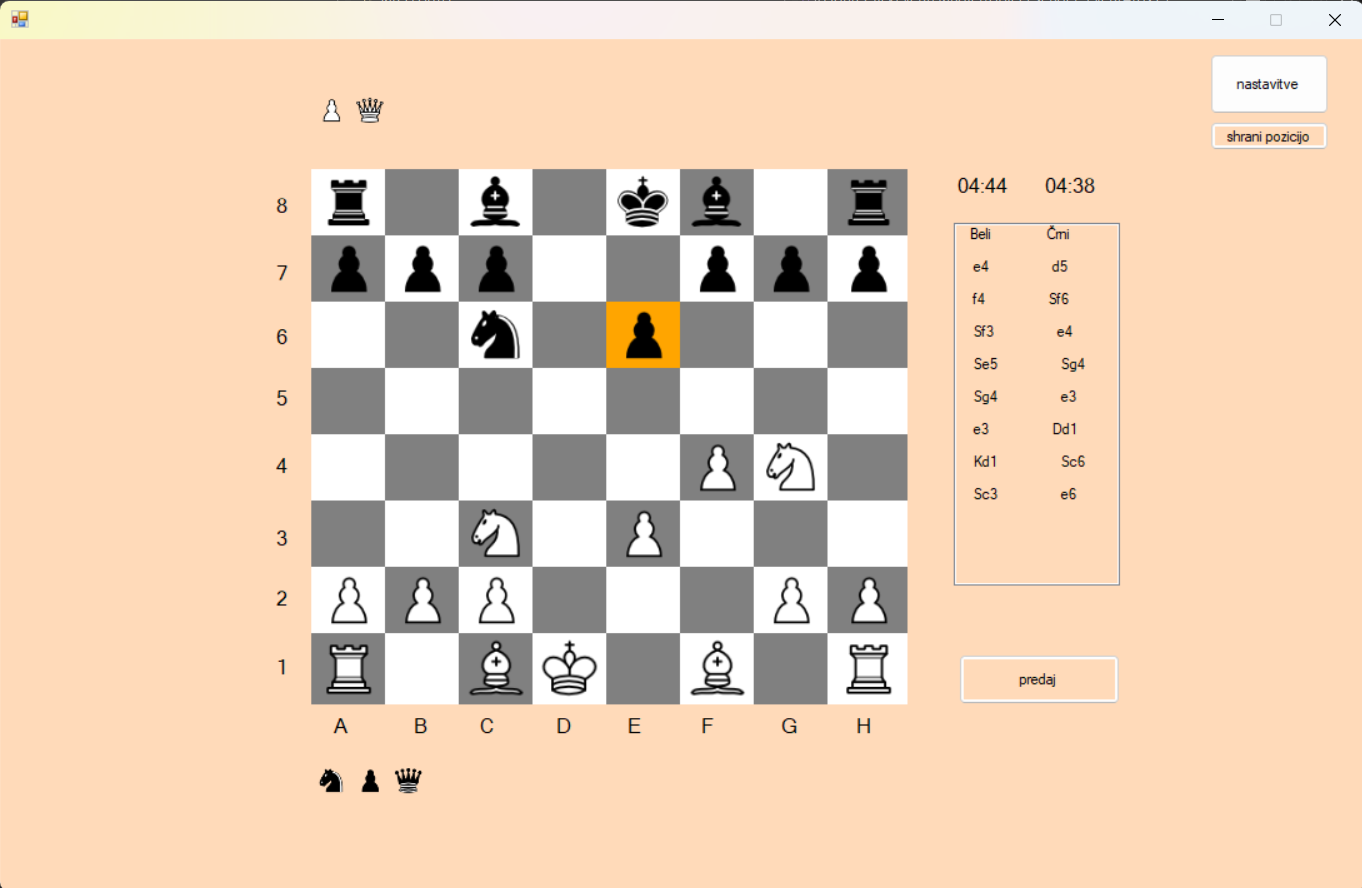 nastavitve
shrani pozicijo
8
7
6
5
4
3
2
1
A B C D E F G H
04:44 04:38
Beli Črni
e4 d5
f4 Sf6
Sf3 e4
Se5 Sg4
Sg4 e3
e3 Dd1
Kd1 Sc6
Sc3 e6
predaj